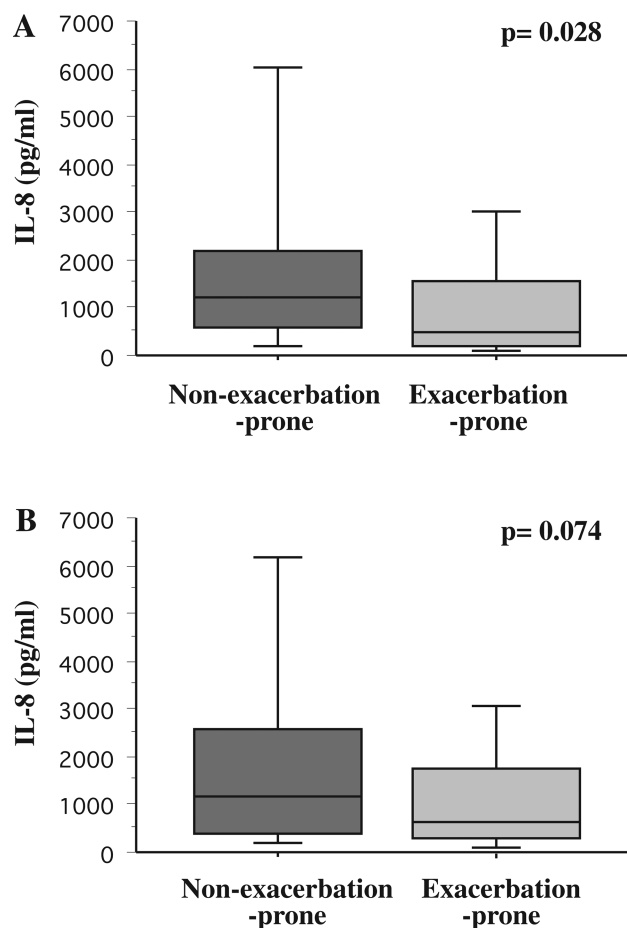 A
p= 0.028
IL-8 (pg/ml)
7000
6000
5000
4000
3000
2000
1000
0
Non-exacerbation
-prone
Exacerbation
-prone
B
p= 0.074
IL-8 (pg/ml)
7000
6000
5000
4000
3000
2000
1000
0
Non-exacerbation
-prone
Exacerbation
-prone